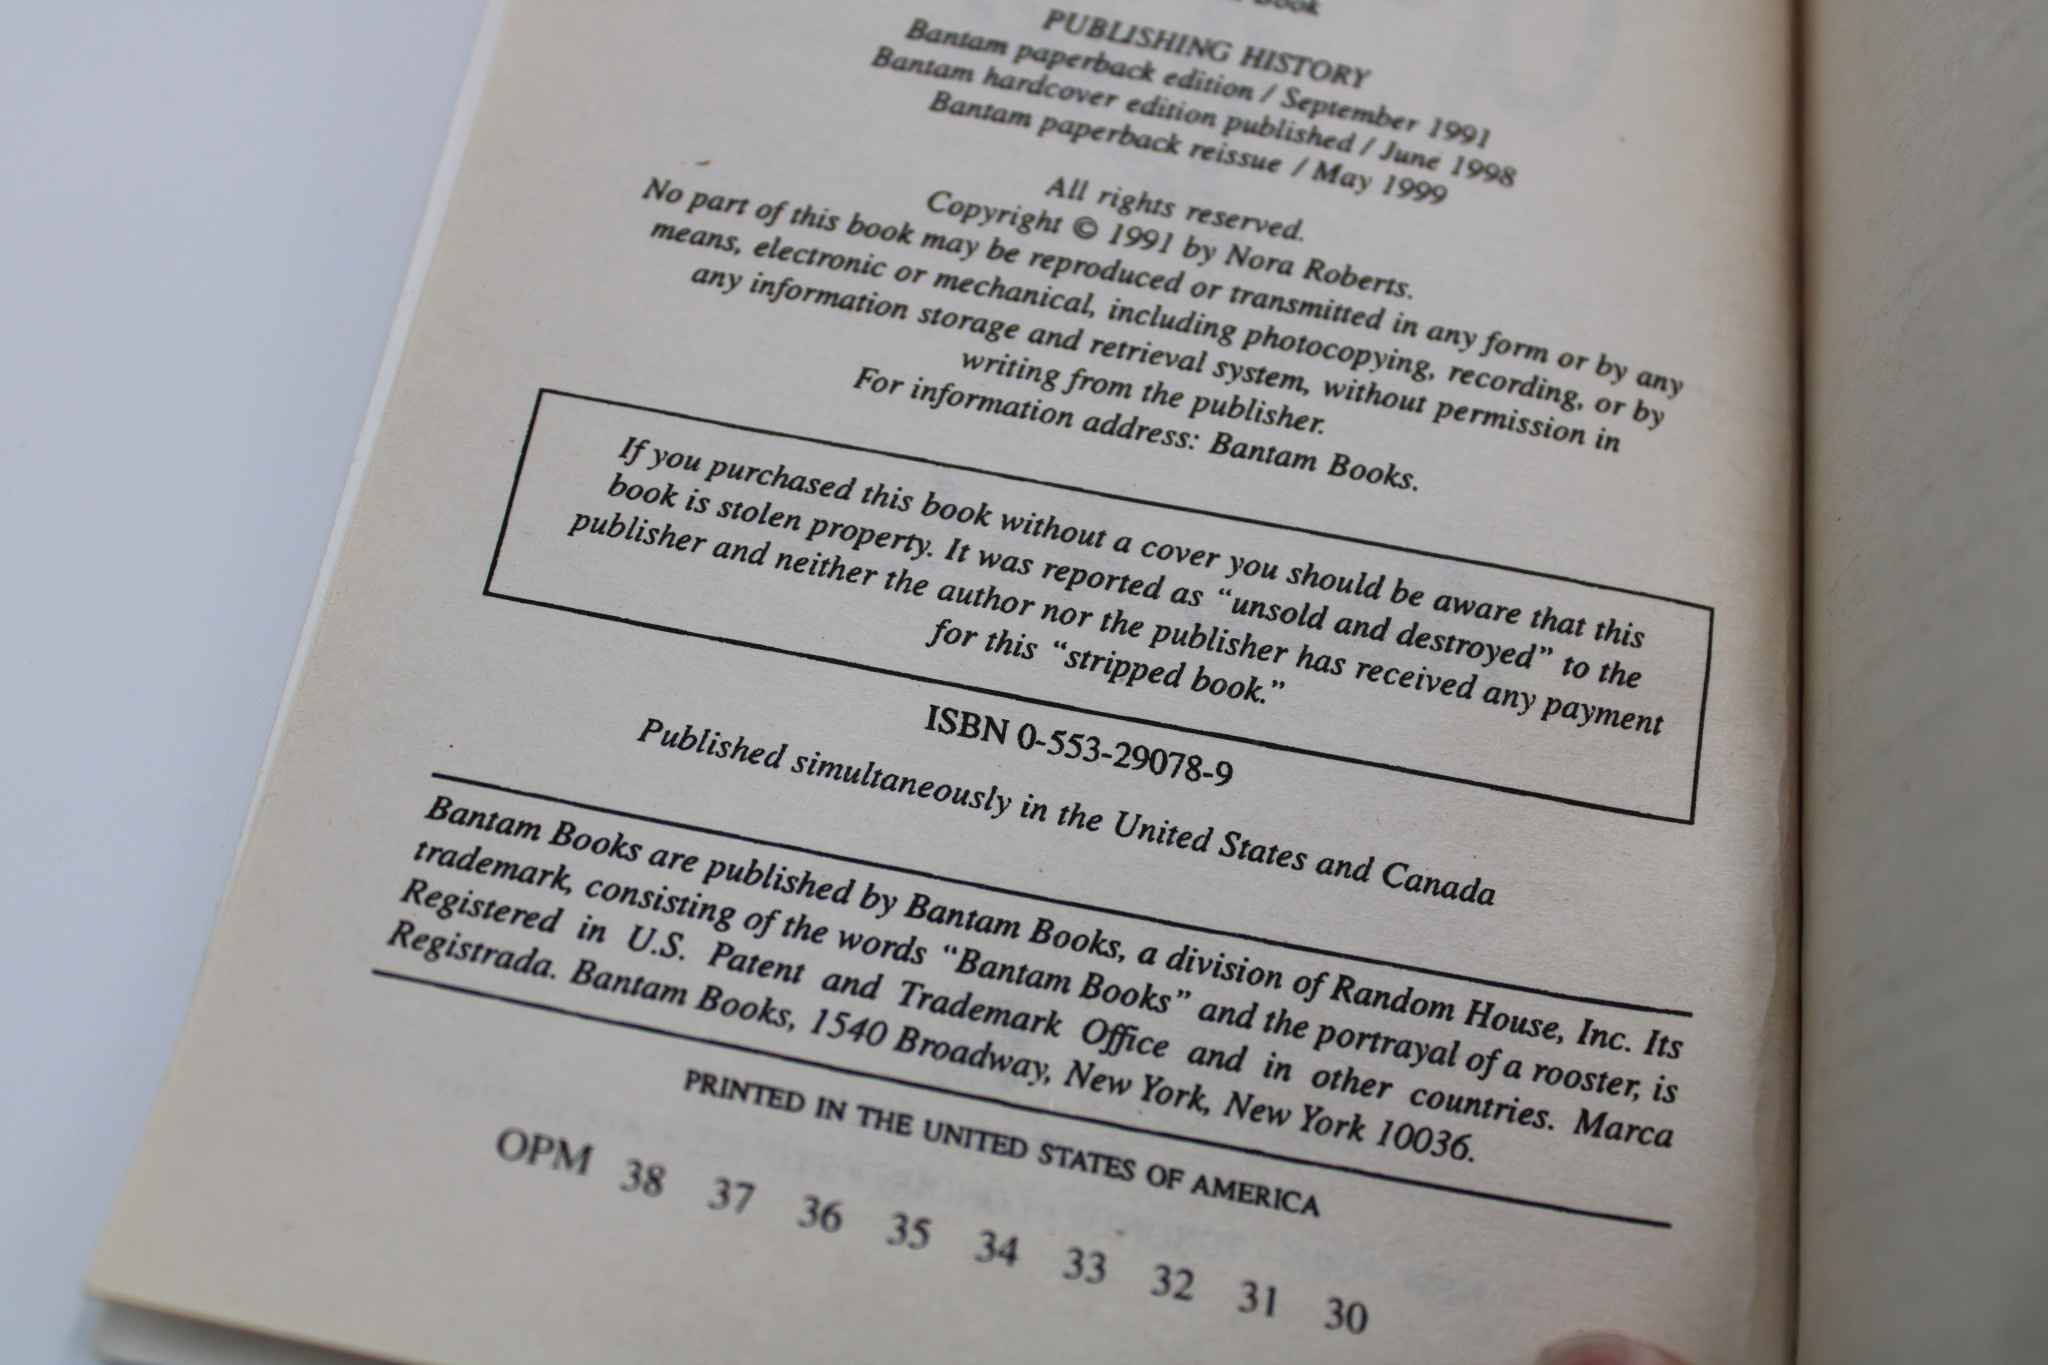 Book
PUBLISHING HISTORY
Bantam paperback edition / September 1991
Bantam hardcover edition published / June 1998
Bantam paperback reissue / May 1999
All rights reserved.
Copyright © 1991 by Nora Roberts.
No part of this book may be reproduced or transmitted in any form or by any
means, electronic or mechanical, including photocopying, recording, or by
any information storage and retrieval system, without permission in
writing from the publisher.
For information address: Bantam Books.
If you purchased this book without a cover you should be aware that this
book is stolen property. It was reported as “unsold and destroyed” to the
publisher and neither the author nor the publisher has received any payment
for this “stripped book.”
ISBN 0-553-29078-9
Published simultaneously in the United States and Canada
Bantam Books are published by Bantam Books, a division of Random House, Inc. Its
trademark, consisting of the words “Bantam Books” and the portrayal of a rooster, is
Registered in U.S. Patent and Trademark Office and in other countries. Marca
Registrada. Bantam Books, 1540 Broadway, New York, New York 10036.
PRINTED IN THE UNITED STATES OF AMERICA
OPM 38 37 36 35 34 33 32 31 30